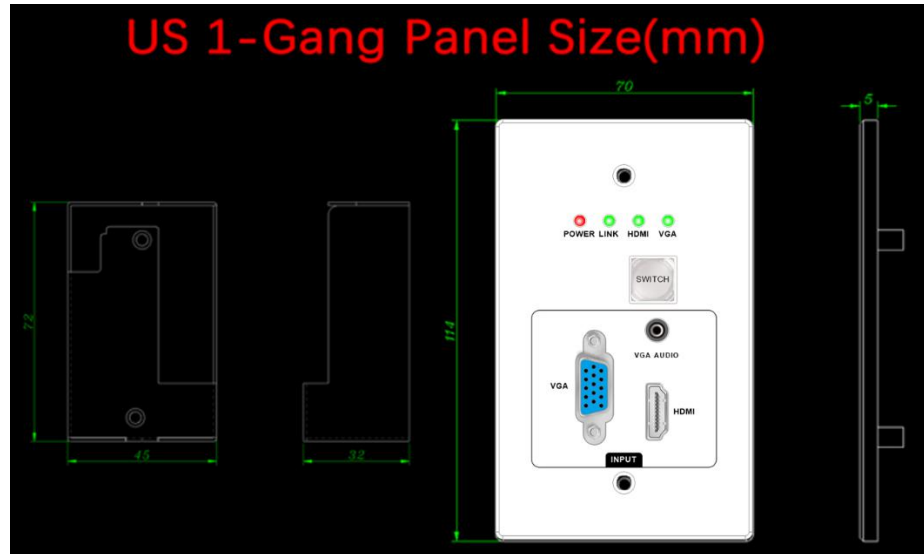 US 1-Gang Panel Size(mm)
70
5
POWER LINK HDMI VGA
SWITCH
72
114
VGA AUDIO
VGA
HDMI
45
32
INPUT